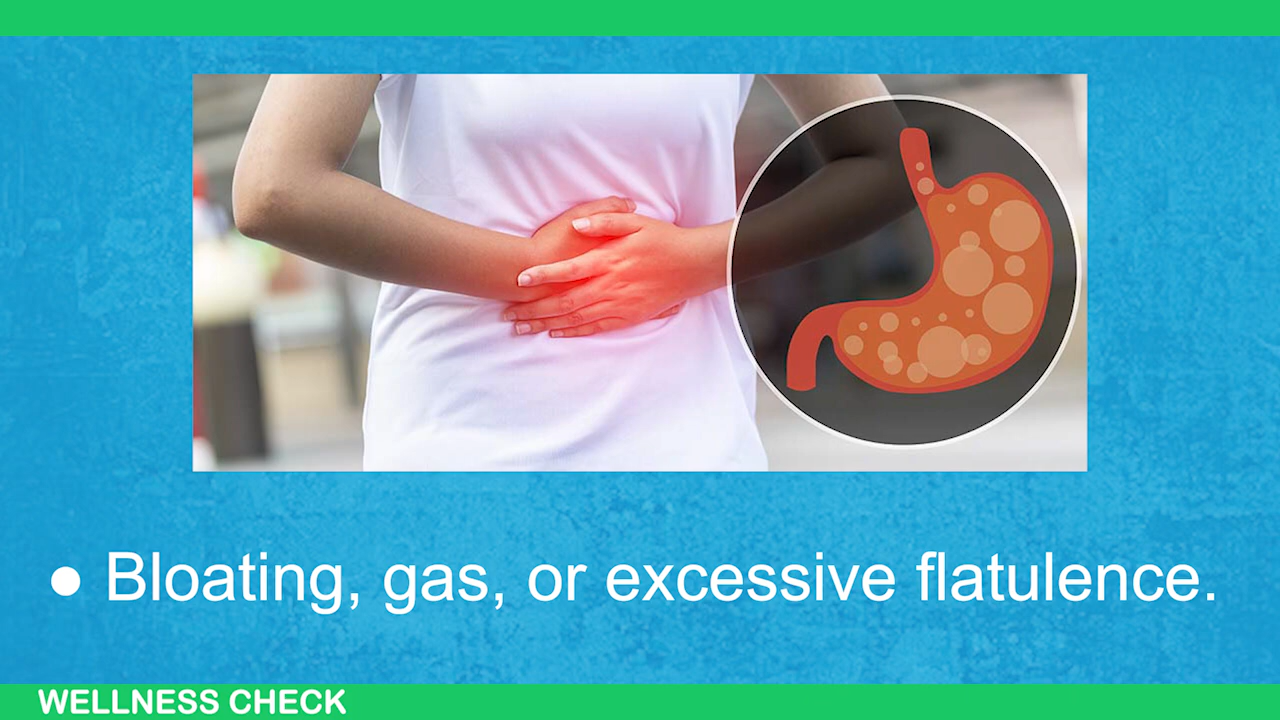 ● Bloating, gas, or excessive flatulence.
WELLNESS CHECK